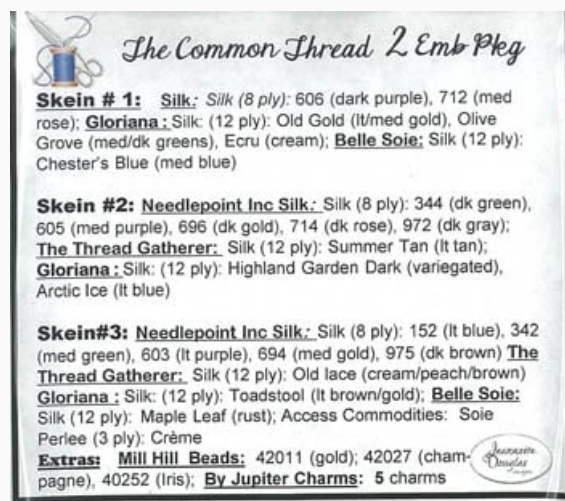 The Common Thread 2 Emb Pkg
Skein # 1: Silk: Silk (8 ply): 606 (dark purple), 712 (med
rose); Gloriana : Silk: (12 ply): Old Gold (lt/med gold), Olive
Grove (med/dk greens), Ecru (cream); Belle Soie: Silk (12 ply):
Chester's Blue (med blue)
Skein #2: Needlepoint Inc Silk: Silk (8 ply): 344 (dk green),
605 (med purple), 696 (dk gold), 714 (dk rose), 972 (dk gray);
The Thread Gatherer: Silk (12 ply): Summer Tan (lt tan);
Gloriana : Silk: (12 ply): Highland Garden Dark (variegated),
Arctic Ice (lt blue)
Skein#3: Needlepoint Inc Silk: Silk (8 ply): 152 (lt blue), 342
(med green), 603 (lt purple), 694 (med gold), 975 (dk brown) The
Thread Gatherer: Silk (12 ply): Old lace (cream/peach/brown)
Gloriana : Silk: (12 ply): Toadstool (lt brown/gold); Belle Soie:
Silk (12 ply): Maple Leaf (rust); Access Commodities: Soie
Perlee (3 ply): Crème
Extras: Mill Hill Beads: 42011 (gold); 42027 (cham-
pagne), 40252 (Iris); By Jupiter Charms: 5 charms
Jeannette
Douglas
designs